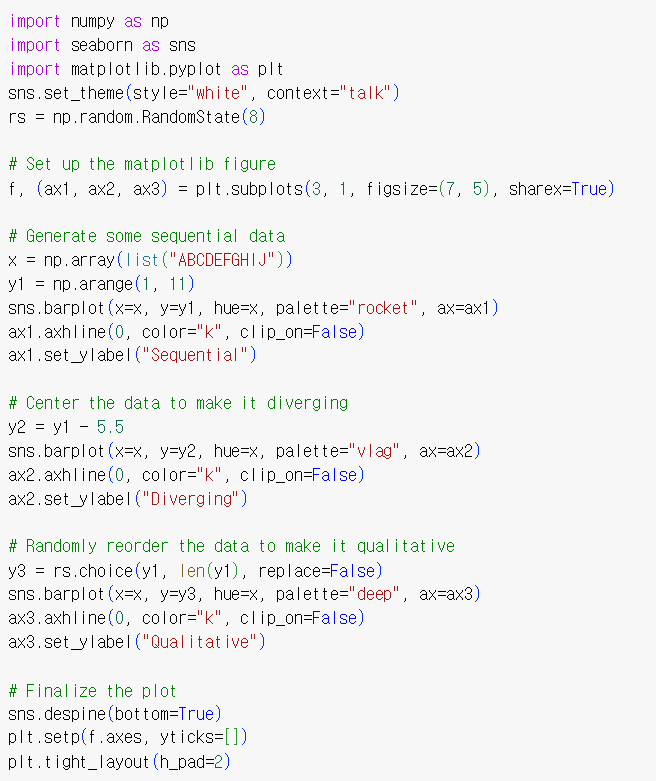 import numpy as np
import seaborn as sns
import matplotlib.pyplot as plt
sns.set_theme(style="white", context="talk")
rs = np.random.RandomState(8)
# Set up the matplotlib figure
f, (ax1, ax2, ax3) = plt.subplots(3, 1, figsize=(7, 5), sharex=True)
# Generate some sequential data
x = np.array(list("ABCDEFGHIJ"))
y1 = np.arange(1, 11)
sns.barplot(x=x, y=y1, hue=x, palette="rocket", ax=ax1)
ax1.axhline(0, color="k", clip_on=False)
ax1.set_ylabel("Sequential")
# Center the data to make it diverging
y2 = y1 - 5.5
sns.barplot(x=x, y=y2, hue=x, palette="vlag", ax=ax2)
ax2.axhline(0, color="k", clip_on=False)
ax2.set_ylabel("Diverging")
# Randomly reorder the data to make it qualitative
y3 = rs.choice(y1, len(y1), replace=False)
sns.barplot(x=x, y=y3, hue=x, palette="deep", ax=ax3)
ax3.axhline(0, color="k", clip_on=False)
ax3.set_ylabel("Qualitative")
# Finalize the plot
sns.despine(bottom=True)
plt.setp(f.axes, yticks=[])
plt.tight_layout(h_pad=2)